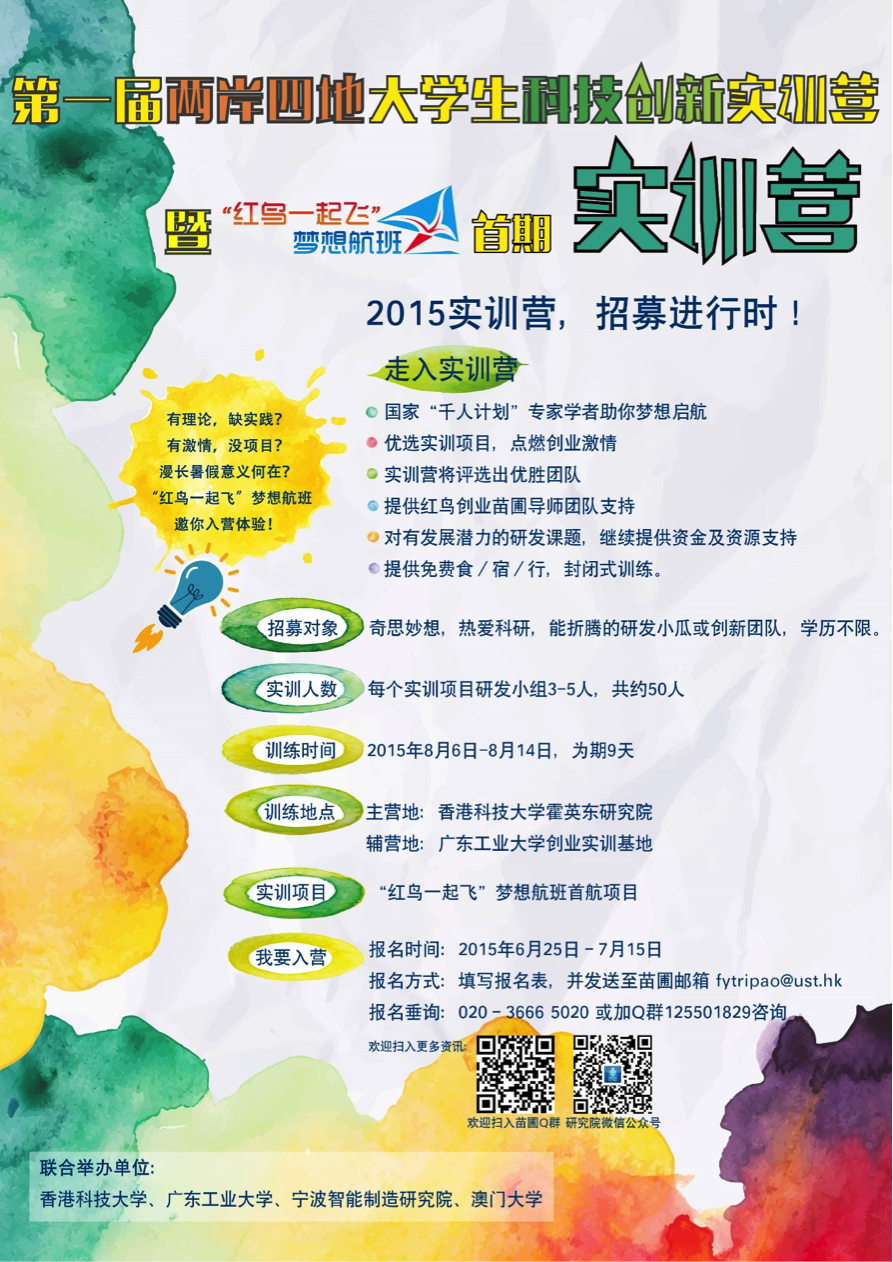 第一届两岸四地大学生科技创新实训营
暨 “红鸟一起飞” 梦想航班 首期 实训营
2015实训营，招募进行时！
走入实训营
国家“千人计划”专家学者助你梦想启航
优选实训项目，点燃创业激情
实训营将评选出优胜团队
提供红鸟创业苗圃导师团队支持
对有发展潜力的研发课题，继续提供资金及资源支持
提供免费食／宿／行，封闭式训练。
有理论，缺实践？
有激情，没项目？
漫长暑假意义何在？
“红鸟一起飞”梦想航班
邀你入营体验！
招募对象 奇思妙想，热爱科研，能折腾的研发小瓜或创新团队，学历不限。
实训人数 每个实训项目研发小组3-5人，共约50人
训练时间 2015年8月6日-8月14日，为期9天
训练地点 主营地：香港科技大学霍英东研究院
辅营地：广东工业大学创业实训基地
实训项目 “红鸟一起飞”梦想航班首航项目
我要入营 报名时间：2015年6月25日－7月15日
报名方式：填写报名表，并发送至苗圃邮箱 fytripao@ust.hk
报名垂询：020－3666 5020 或加Q群125501829咨询
欢迎扫入更多资讯:
欢迎扫入苗圃Q群 研究院微信公众号
联合举办单位:
香港科技大学、广东工业大学、宁波智能制造研究院、澳门大学